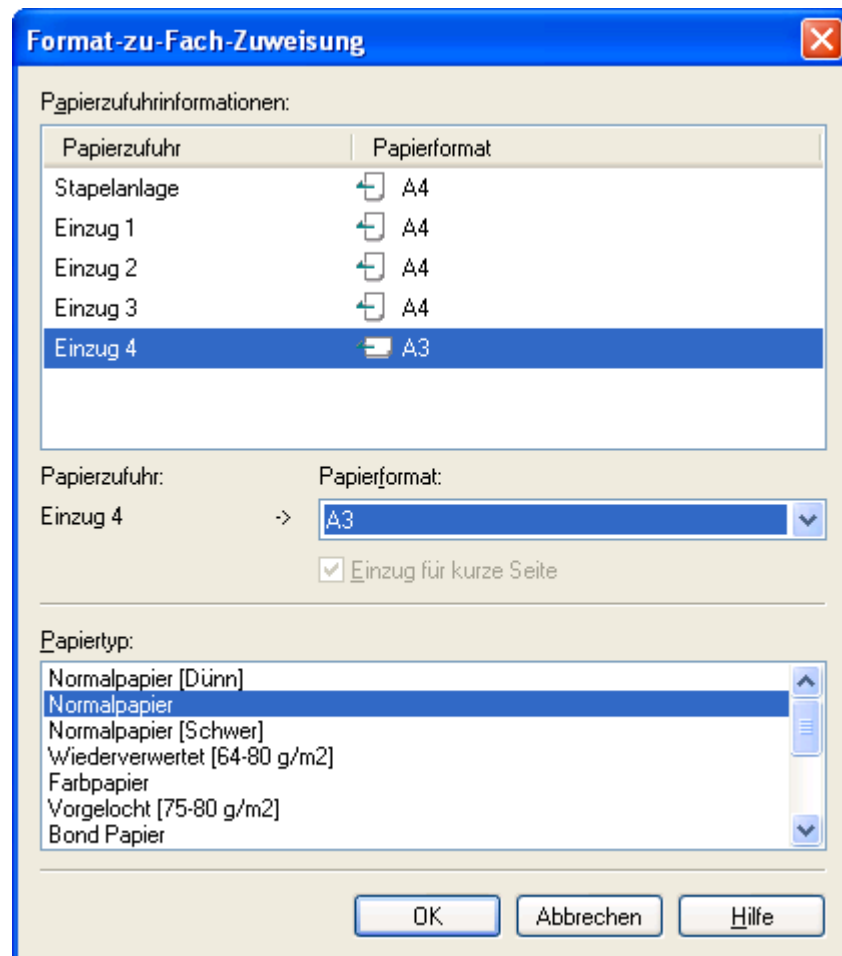 Format-zu-Fach-Zuweisung
Papierzufuhrinformationen:
Papierzufuhr Papierformat
Stapelanlage A4
Einzug 1 A4
Einzug 2 A4
Einzug 3 A4
Einzug 4 A3
Papierzufuhr: Papierformat:
Einzug 4 -> A3
Einzug für kurze Seite
Papiertyp:
Normalpapier [Dünn]
Normalpapier
Normalpapier [Schwer]
Wiederverwertet [64-80 g/m2]
Farbpapier
Vorgelocht [75-80 g/m2]
Bond Papier
OK Abbrechen Hilfe